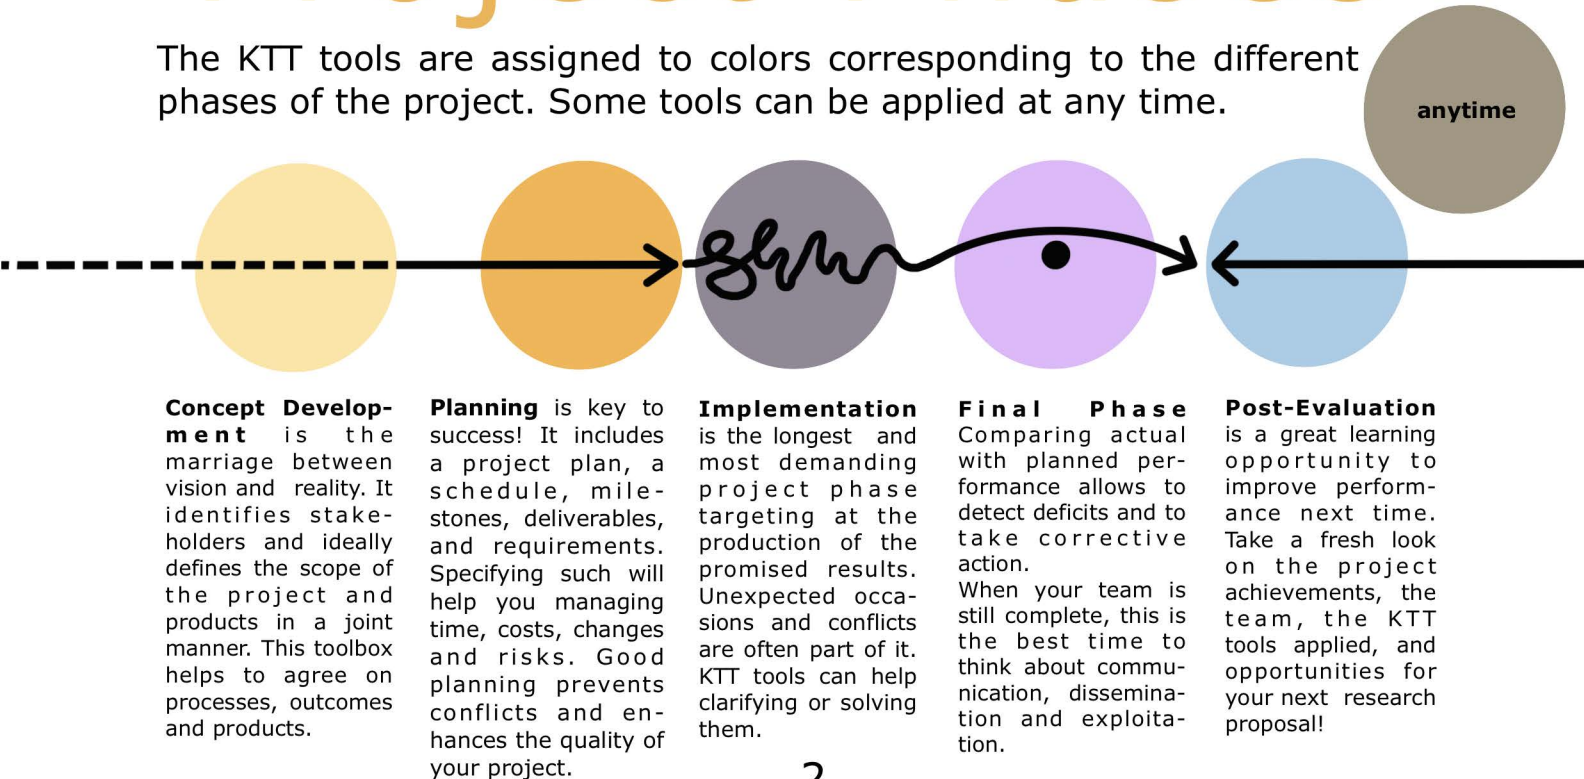 The KTT tools are assigned to colors corresponding to the different
phases of the project. Some tools can be applied at any time.
anytime
Concept Develop-
ment is the
marriage between
vision and reality. It
identifies stake-
holders and ideally
defines the scope of
the project and
products in a joint
manner. This toolbox
helps to agree on
processes, outcomes
and products.
Planning is key to
success! It includes
a project plan, a
schedule, mile-
stones, deliverables,
and requirements.
Specifying such will
help you managing
time, costs, changes
and risks. Good
planning prevents
conflicts and en-
hances the quality of
your project.
Implementation
is the longest and
most demanding
project phase
targeting at the
production of the
promised results.
Unexpected occa-
sions and conflicts
are often part of it.
KTT tools can help
clarifying or solving
them.
Final Phase
Comparing actual
with planned per-
formance allows to
detect deficits and to
take corrective
action.
When your team is
still complete, this is
the best time to
think about commu-
nication, dissemina-
tion and exploita-
tion.
Post-Evaluation
is a great learning
opportunity to
improve perform-
ance next time.
Take a fresh look
on the project
achievements, the
team, the KTT
tools applied, and
opportunities for
your next research
proposal!
2